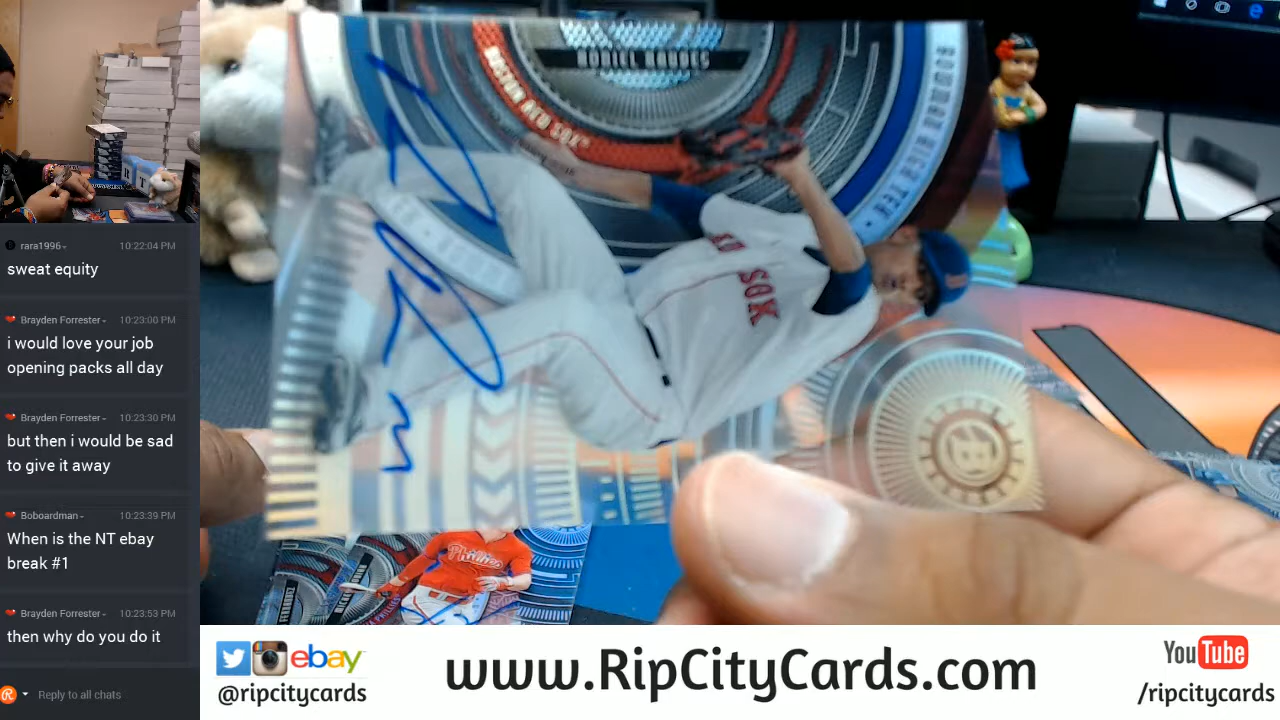 rara1996
10:22:04 PM
sweat equity
Brayden Forrester
10:23:00 PM
i would love your job
opening packs all day
Brayden Forrester
10:23:30 PM
but then i would be sad
to give it away
Boboardman
10:23:39 PM
When is the NT ebay
break #1
Brayden Forrester
10:23:53 PM
then why do you do it
Reply to all chats
BOSTON RED SOX
SOX
Phillies
ebay
@ripcitycards
www.RipCityCards.com
YouTube
/ripcitycards